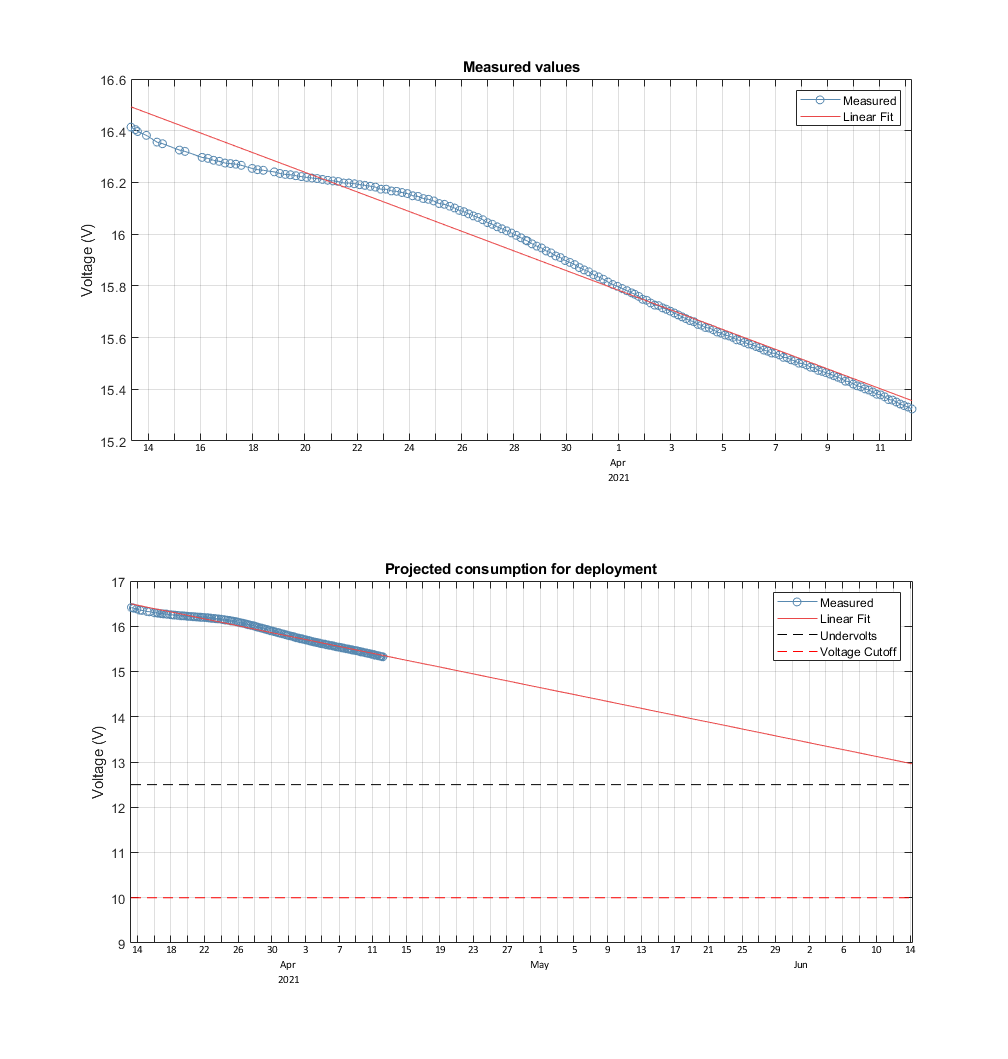 Measured values
16.6
16.4
16.2
16
15.8
15.6
15.4
15.2
Voltage (V)
Measured
Linear Fit
14 16 18 20 22 24 26 28 30 1 3 5 7 9 11
Apr
2021
Projected consumption for deployment
17
16
15
14
13
12
11
10
9
Voltage (V)
Measured
Linear Fit
Undervolts
Voltage Cutoff
14 18 22 26 30 3 7 11 15 19 23 27 1 5 9 13 17 21 25 29 2 6 10 14
Apr May Jun
2021